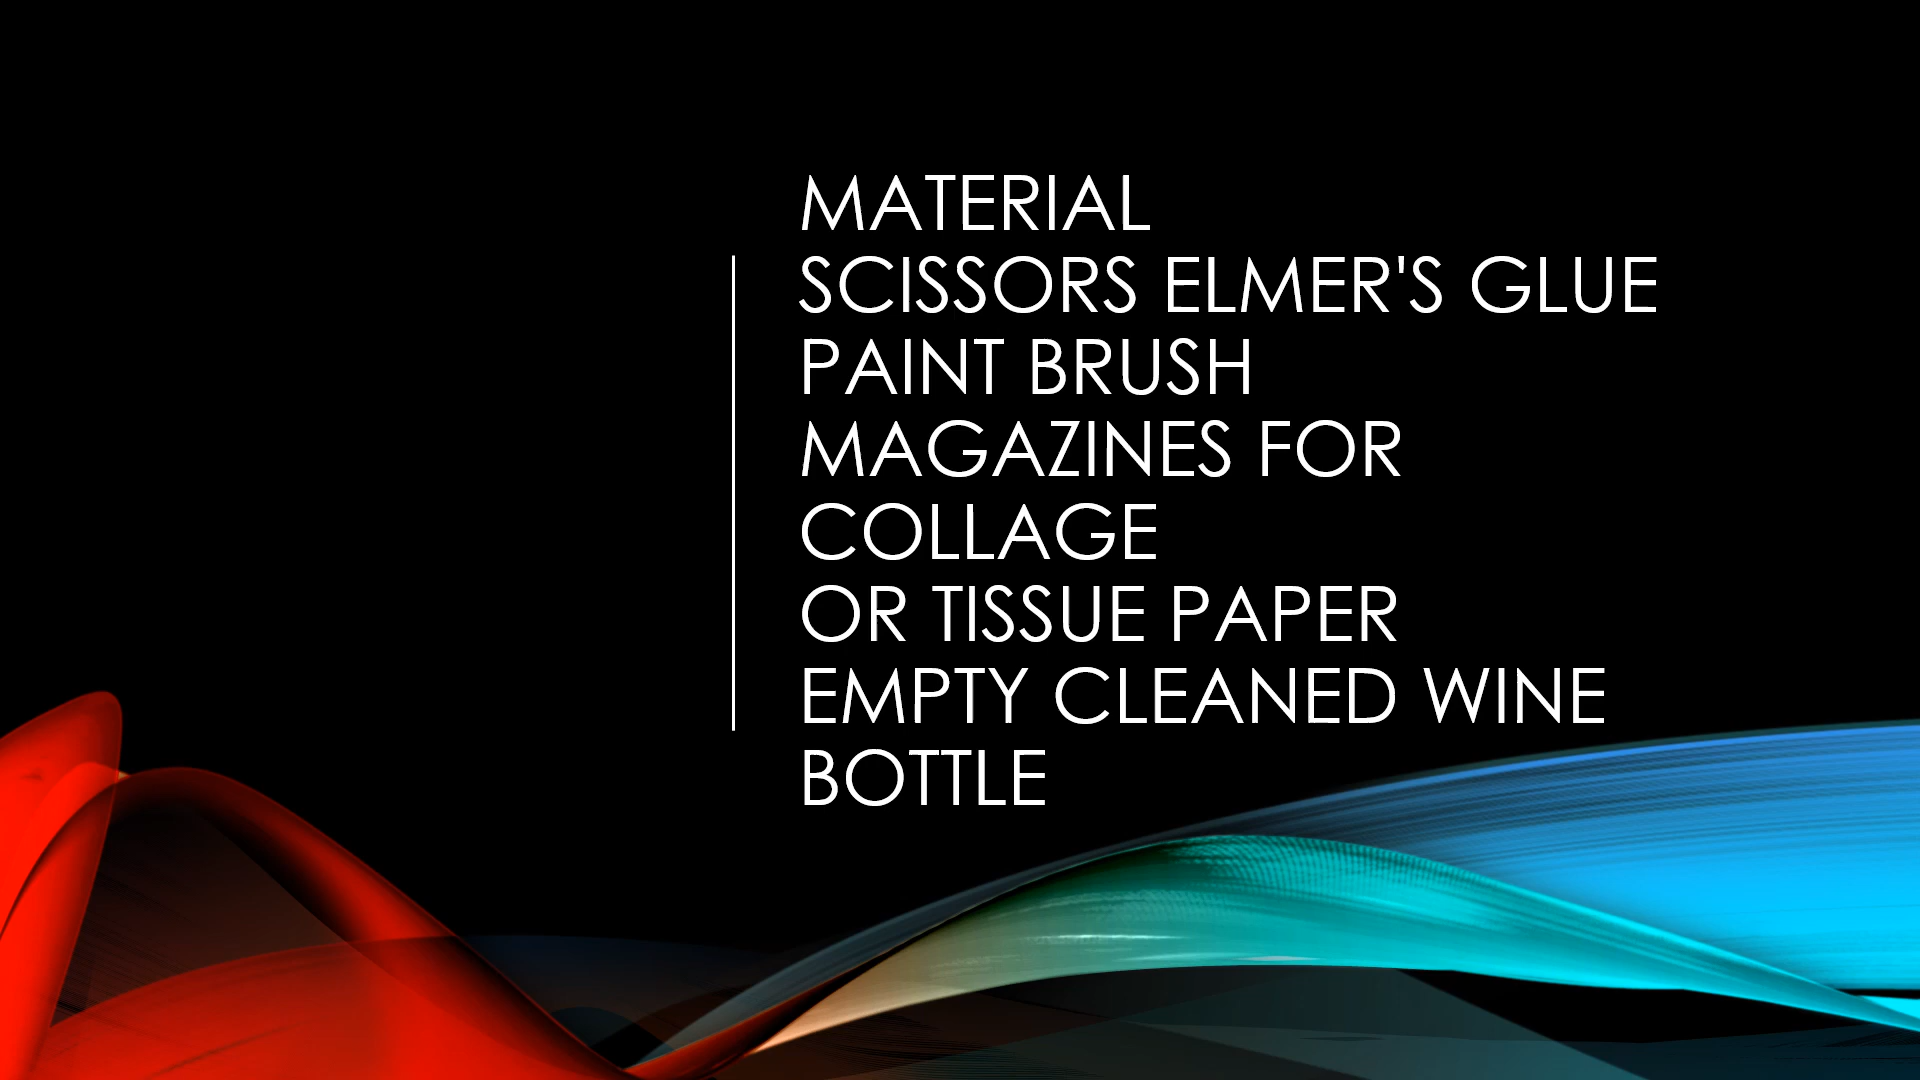 MATERIAL
SCISSORS ELMER'S GLUE
PAINT BRUSH
MAGAZINES FOR
COLLAGE
OR TISSUE PAPER
EMPTY CLEANED WINE
BOTTLE